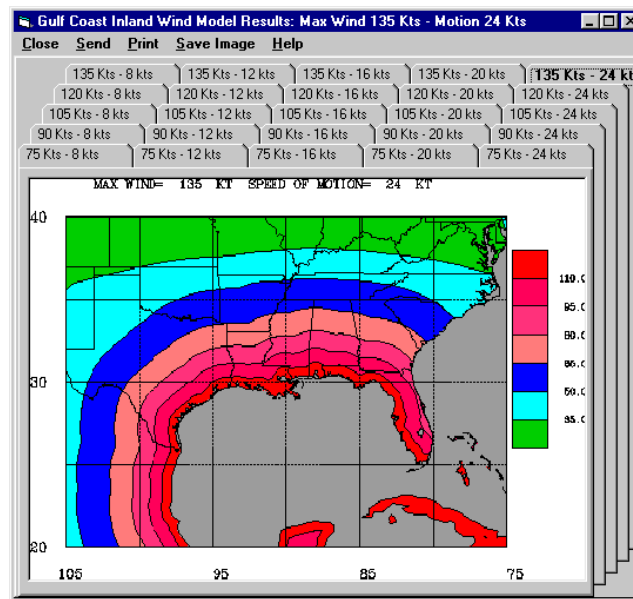 Gulf Coast Inland Wind Model Results: Max Wind 135 Kts - Motion 24 Kts
Close Send Print Save Image Help
135 Kts - 8 kts 135 Kts - 12 kts 135 Kts - 16 kts 135 Kts - 20 kts 135 Kts - 24 kt
120 Kts - 8 kts 120 Kts - 12 kts 120 Kts - 16 kts 120 Kts - 20 kts 120 Kts - 24 kts
105 Kts - 8 kts 105 Kts - 12 kts 105 Kts - 16 kts 105 Kts - 20 kts 105 Kts - 24 kts
90 Kts - 8 kts 90 Kts - 12 kts 90 Kts - 16 kts 90 Kts - 20 kts 90 Kts - 24 kts
75 Kts - 8 kts 75 Kts - 12 kts 75 Kts - 16 kts 75 Kts - 20 kts 75 Kts - 24 kts
MAX WIND= 135 KT SPEED OF MOTION= 24 KT
40
110.0
95.0
80.0
30
65.0
50.0
35.0
20
105 95 85 75